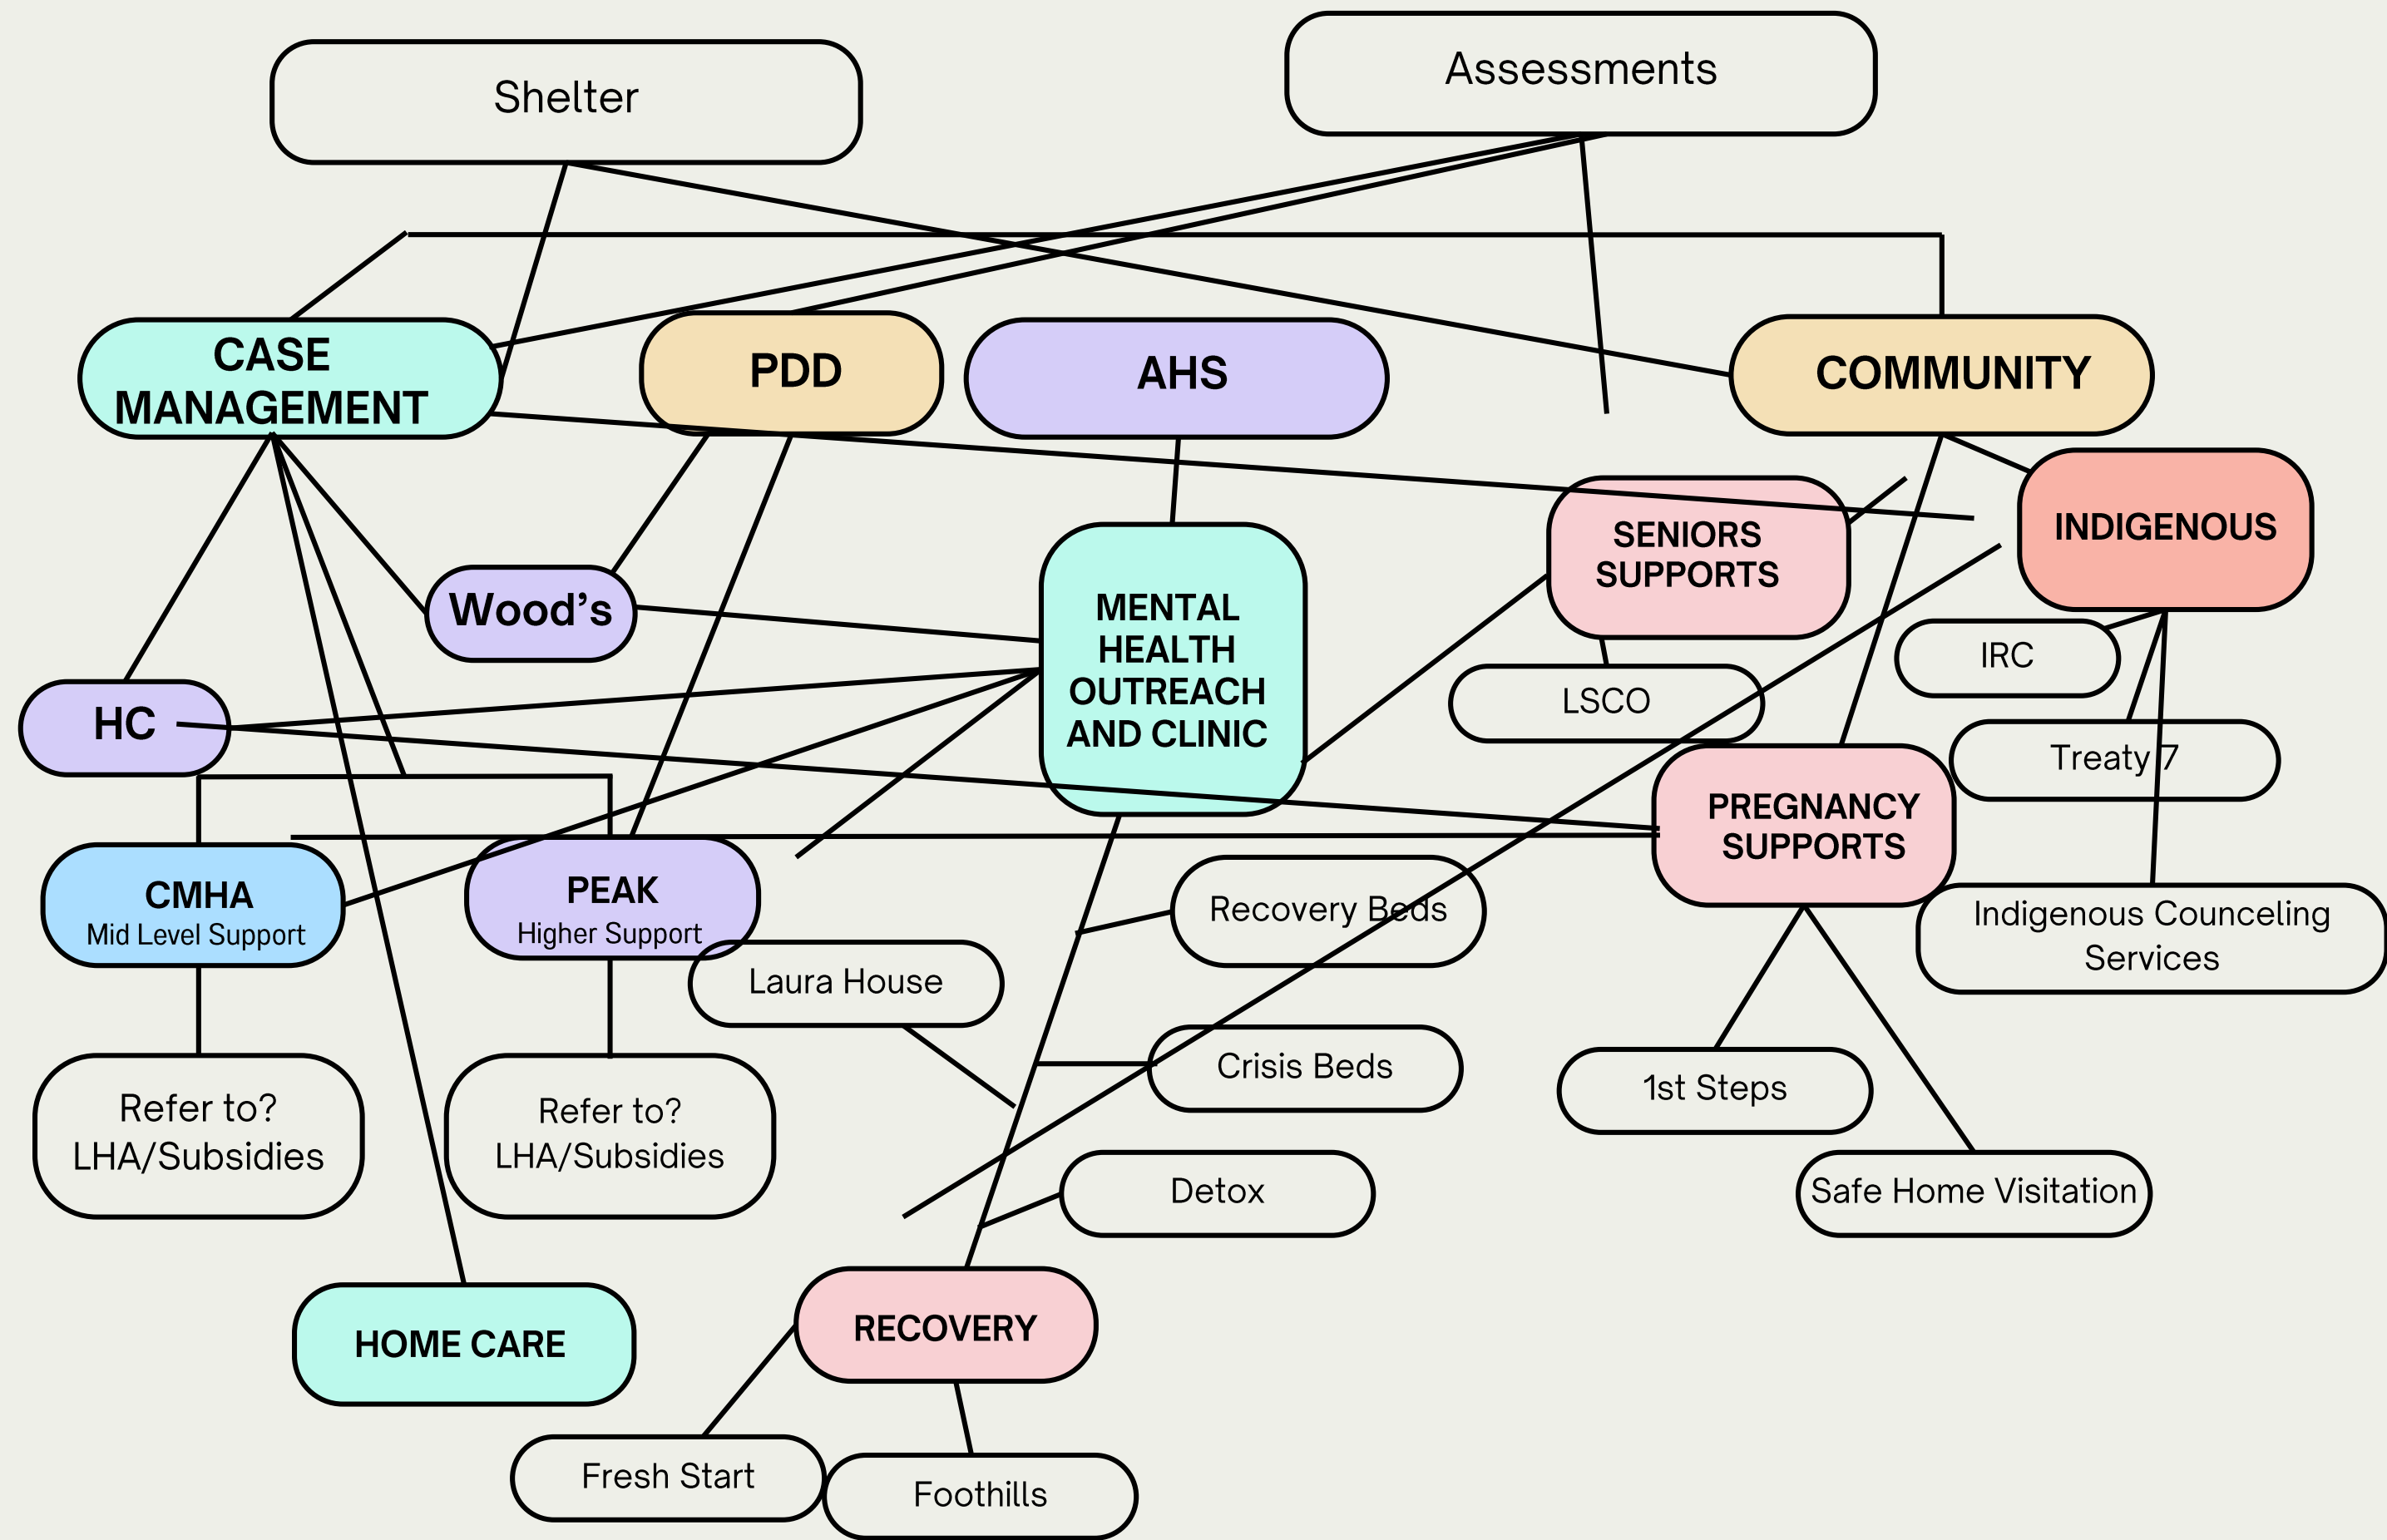 Shelter
Assessments
CASE
MANAGEMENT
PDD
AHS
COMMUNITY
SENIORS
SUPPORTS
INDIGENOUS
Wood's
MENTAL
HEALTH
OUTREACH
AND CLINIC
IRC
LSCO
HC
Treaty 7
PREGNANCY
SUPPORTS
CMHA
Mid Level Support
PEAK
Higher Support
Recovery Beds
Indigenous Counceling
Services
Laura House
Crisis Beds
1st Steps
Refer to?
LHA/Subsidies
Refer to?
LHA/Subsidies
Detox
Safe Home Visitation
HOME CARE
RECOVERY
Fresh Start
Foothills